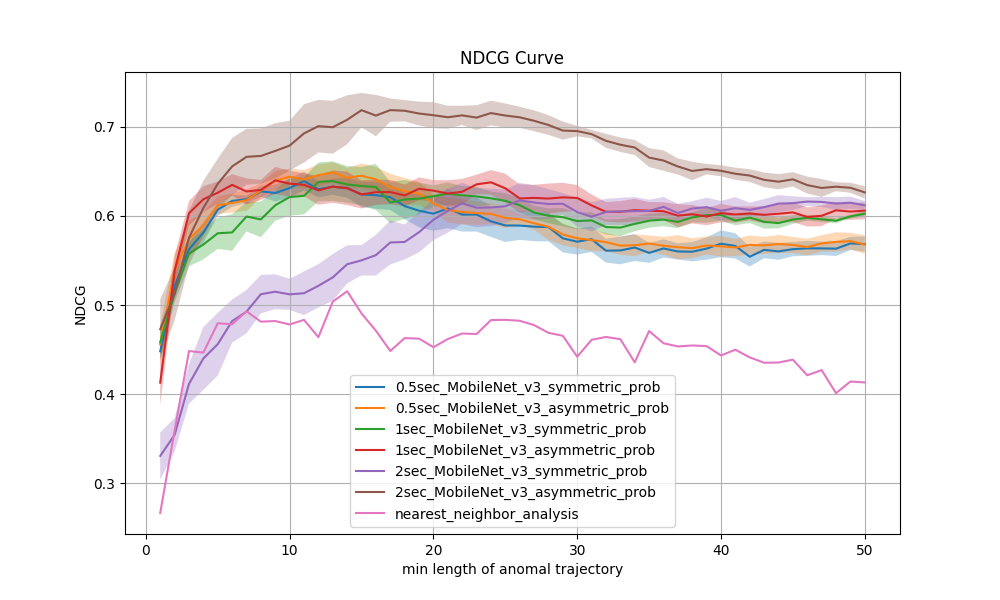 NDCG Curve
NDCG
0.7
0.6
0.5
0.4
0.3
0.5sec_MobileNet_v3_symmetric_prob
0.5sec_MobileNet_v3_asymmetric_prob
1sec_MobileNet_v3_symmetric_prob
1sec_MobileNet_v3_asymmetric_prob
2sec_MobileNet_v3_symmetric_prob
2sec_MobileNet_v3_asymmetric_prob
nearest_neighbor_analysis
0 10 20 30 40 50
min length of anomal trajectory